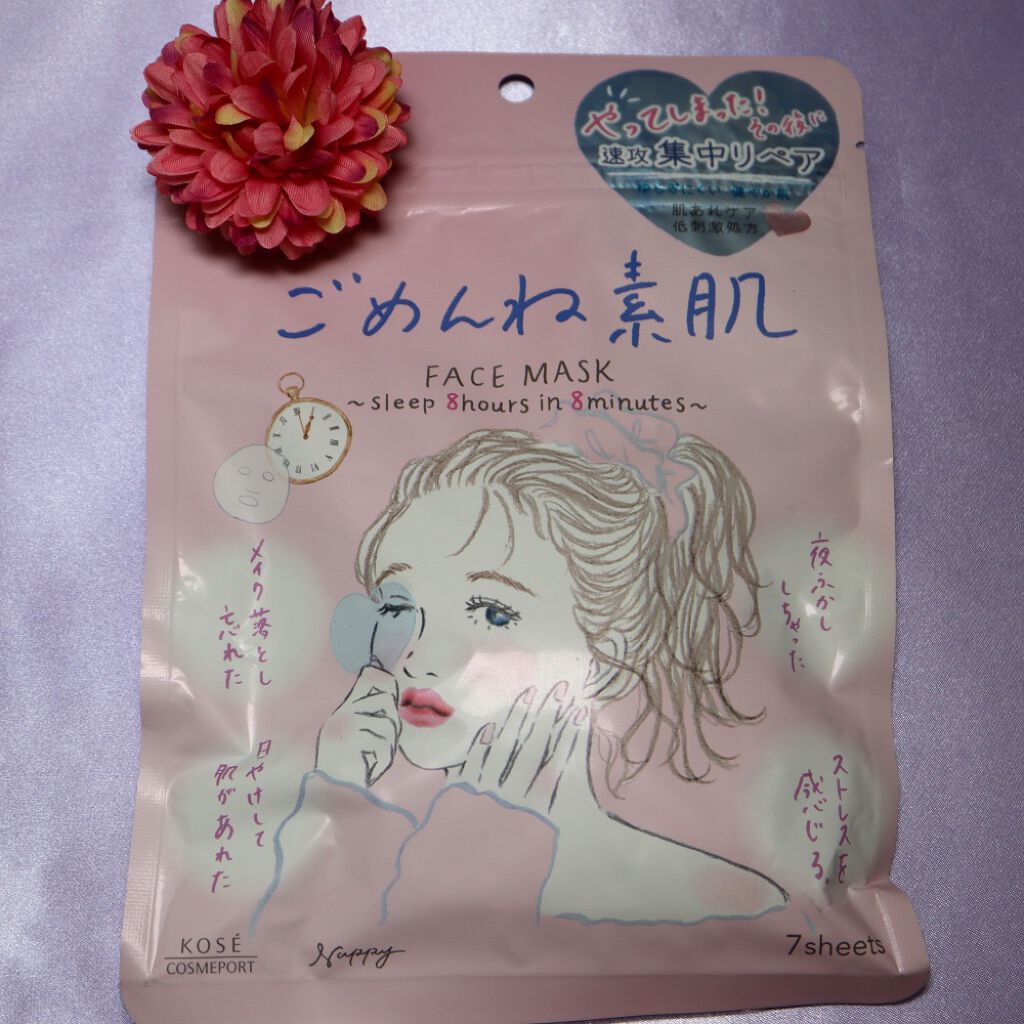 やってしまった!
その後に
速攻 集中リペア
肌あれケア
低刺激処方
ごめんね素肌
FACE MASK
~sleep 8hours in 8minutes~
メイク落とし
忘れた
夜ふかし
しちゃった
日やけして
肌があれた
ストレスを
感じる。
KOSÉ
COSMEPORT
Nappy
7sheets